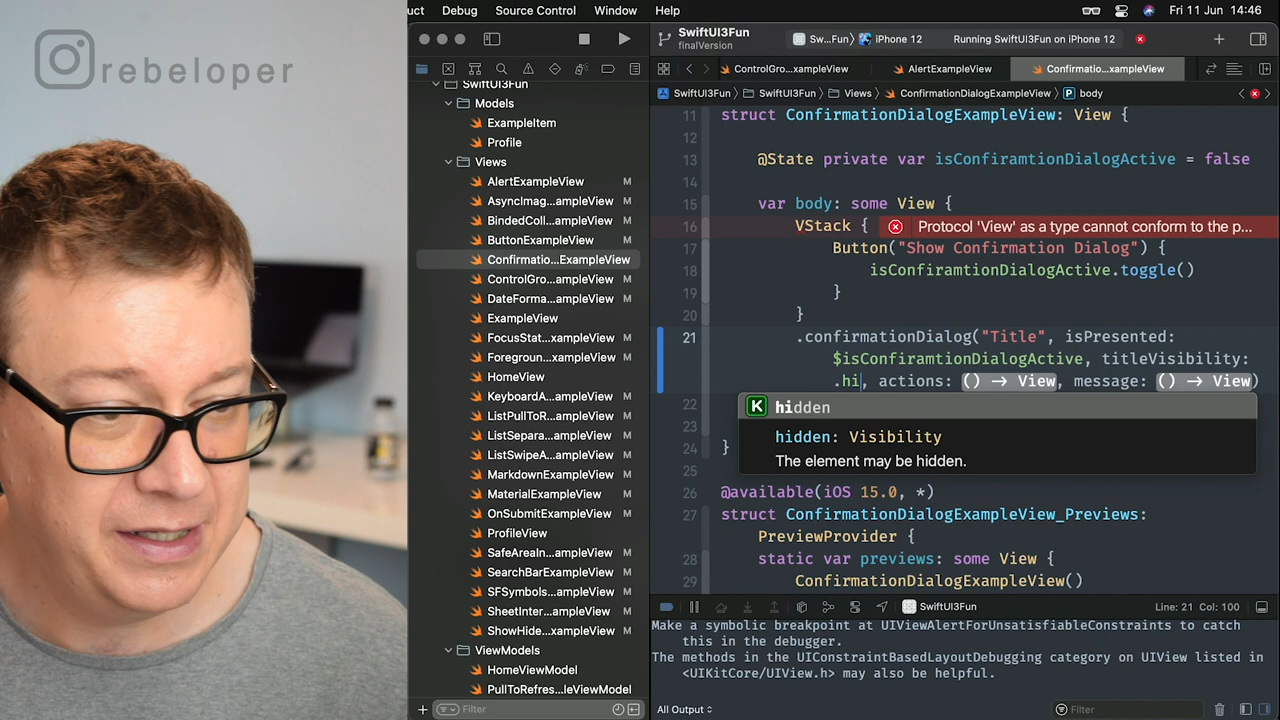 rebeloper
uct Debug Source Control Window Help Fri 11 Jun 14:46
SwiftUI3Fun
finalVersion
Sw...Fun iPhone 12 Running SwiftUI3Fun on iPhone 12
ControlGro...xampleView AlertExampleView Confirmatio...xampleView
SwiftUI3Fun SwiftUI3Fun Views ConfirmationDialogExampleView P body
SwiftUI3Fun
Models
ExampleItem
Profile
Views
AlertExampleView M
AsyncImag...ampleView M
BindedColl...ampleView M
ButtonExampleView M
Confirmatio...ExampleView
ControlGro...ampleView M
DateForma...ampleView M
ExampleView
FocusStat...xampleView M
Foregroun...xampleView M
HomeView
KeyboardA...ampleView M
ListPullToR...ampleView M
ListSepara...ampleView M
ListSwipeA...ampleView M
MarkdownExampleView M
MaterialExampleView M
OnSubmitExampleView M
ProfileView
SafeAreaIn...ampleView M
SearchBarExampleView M
SFSymbols...ampleView M
SheetInter...ampleView M
ShowHide...xampleView M
ViewModels
HomeViewModel
PullToRefres...leViewModel
Filter
11 struct ConfirmationDialogExampleView: View {
12
13 @State private var isConfiramtionDialogActive = false
14
15 var body: some View {
16 VStack { Protocol 'View' as a type cannot conform to the p...
17 Button("Show Confirmation Dialog") {
18 isConfiramtionDialogActive.toggle()
19 }
20 }
21 .confirmationDialog("Title", isPresented:
$isConfiramtionDialogActive, titleVisibility:
.hi, actions: () -> View, message: () -> View)
22
K hidden
23
hidden: Visibility
24 }
The element may be hidden.
25
26 @available(iOS 15.0, *)
27 struct ConfirmationDialogExampleView_Previews:
PreviewProvider {
28 static var previews: some View {
29 ConfirmationDialogExampleView()
SwiftUI3Fun Line: 21 Col: 100
Make a symbolic breakpoint at UIViewAlertForUnsatisfiableConstraints to catch
this in the debugger.
The methods in the UIConstraintBasedLayoutDebugging category on UIView listed in
<UIKitCore/UIView.h> may also be helpful.
All Output Filter